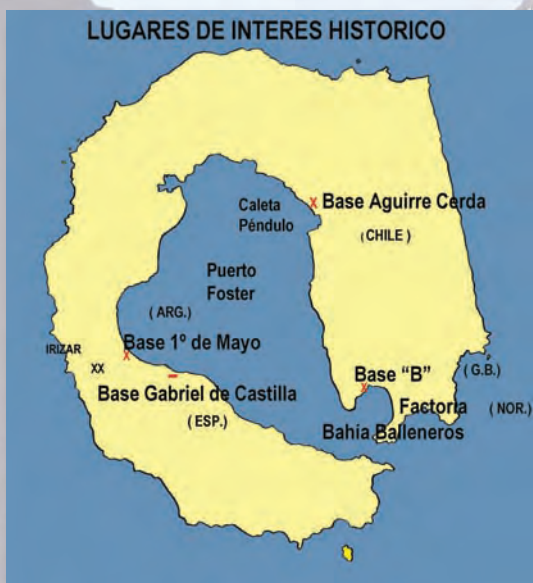 LUGARES DE INTERES HISTORICO
Caleta
Péndulo
X Base Aguirre Cerda
(CHILE)
Puerto
Foster
(ARG.)
IRIZAR
XX
X
Base 1º de Mayo
Base Gabriel de Castilla
(ESP.)
Base “B”
X
(G.B.)
Factoria
(NOR.)
Bahía Balleneros